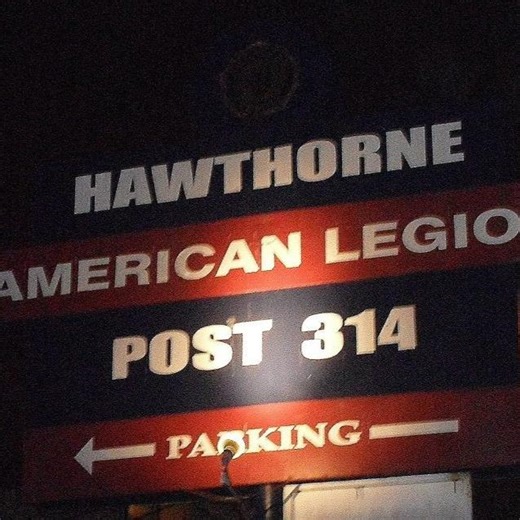 HAWTHORNE
AMERICAN LEGIO
POST 314
PARKING